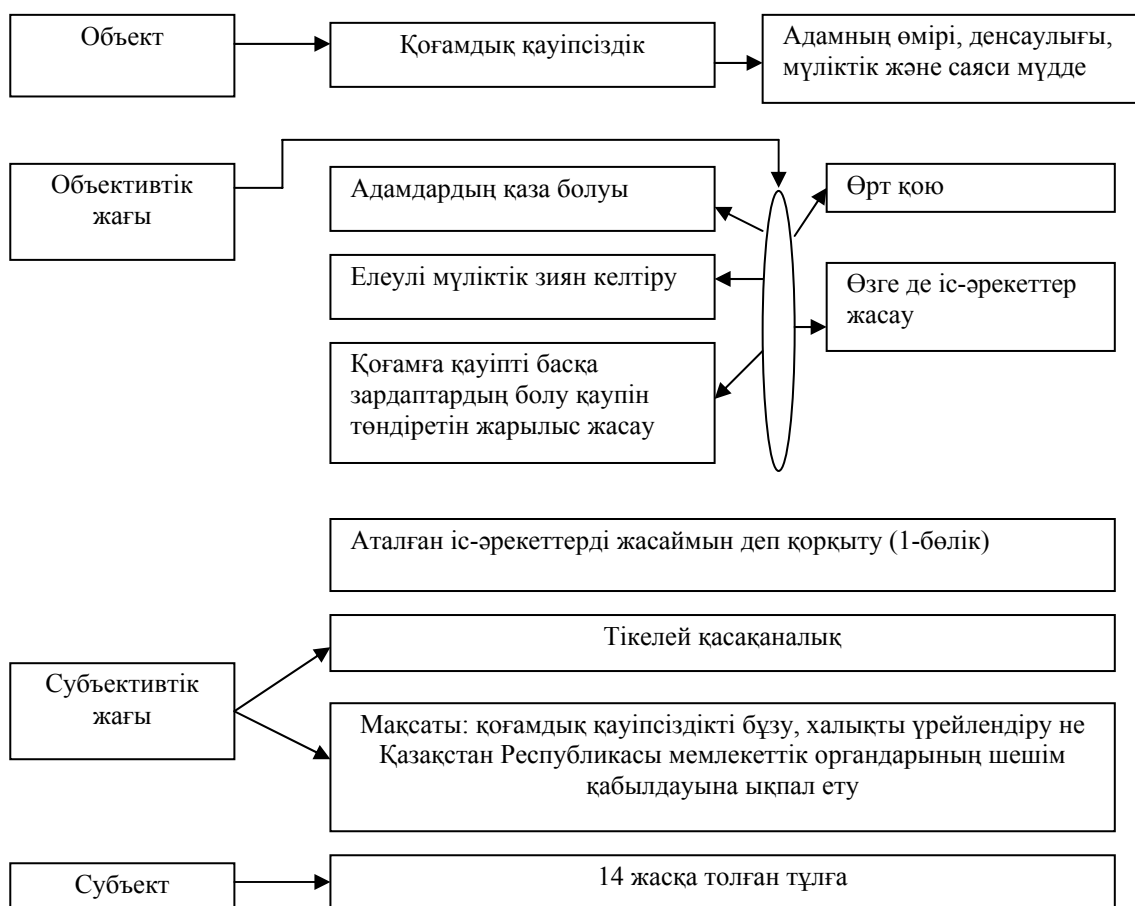 Объект
Қоғамдық қауіпсіздік
Адамның өмірі, денсаулығы,
мүліктік және саяси мүдде
Объективтік
жағы
Адамдардың қаза болуы
Өрт қою
Елеулі мүліктік зиян келтіру
Өзге де іс-әрекеттер
жасау
Қоғамға қауіпті басқа
зардаптардың болу қаупін
төндіретін жарылыс жасау
Аталған іс-әрекеттерді жасаймын деп қорқыту (1-бөлік)
Субъективтік
жағы
Тікелей қасақаналық
Мақсаты: қоғамдық қауіпсіздікті бұзу, халықты үрейлендіру не
Қазақстан Республикасы мемлекеттік органдарының шешім
қабылдауына ықпал ету
Субъект
14 жасқа толған тұлға